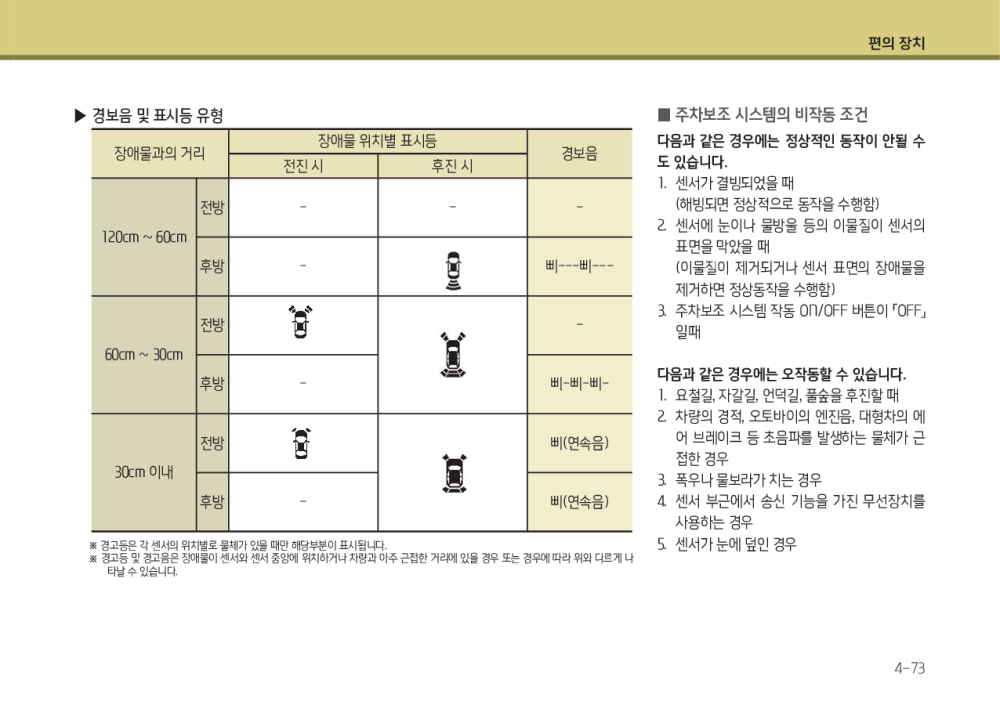 편의 장치
▶ 경보음 및 표시등 유형
장애물과의 거리 장애물 위치별 표시등 경보음
전진 시 후진 시
120cm ~ 60cm 전방 - - -
후방 - 삐---삐---
60cm ~ 30cm 전방 -
후방 - 삐-삐-삐-
30cm 이내 전방 삐(연속음)
후방 - 삐(연속음)
※ 경고등은 각 센서의 위치별로 물체가 있을 때만 해당부분이 표시됩니다.
※ 경고등 및 경고음은 장애물이 센서와 센서 중앙에 위치하거나 차량과 아주 근접한 거리에 있을 경우 또는 경우에 따라 위와 다르게 나
타날 수 있습니다.
■ 주차보조 시스템의 비작동 조건
다음과 같은 경우에는 정상적인 동작이 안될 수
도 있습니다.
1. 센서가 결빙되었을 때
(해빙되면 정상적으로 동작을 수행함)
2. 센서에 눈이나 물방울 등의 이물질이 센서의
표면을 막았을 때
(이물질이 제거되거나 센서 표면의 장애물을
제거하면 정상동작을 수행함)
3. 주차보조 시스템 작동 ON/OFF 버튼이 「OFF」
일때
다음과 같은 경우에는 오작동할 수 있습니다.
1. 요철길, 자갈길, 언덕길, 풀숲을 후진할 때
2. 차량의 경적, 오토바이의 엔진음, 대형차의 에
어 브레이크 등 초음파를 발생하는 물체가 근
접한 경우
3. 폭우나 물보라가 치는 경우
4. 센서 부근에서 송신 기능을 가진 무선장치를
사용하는 경우
5. 센서가 눈에 덮인 경우
4-73